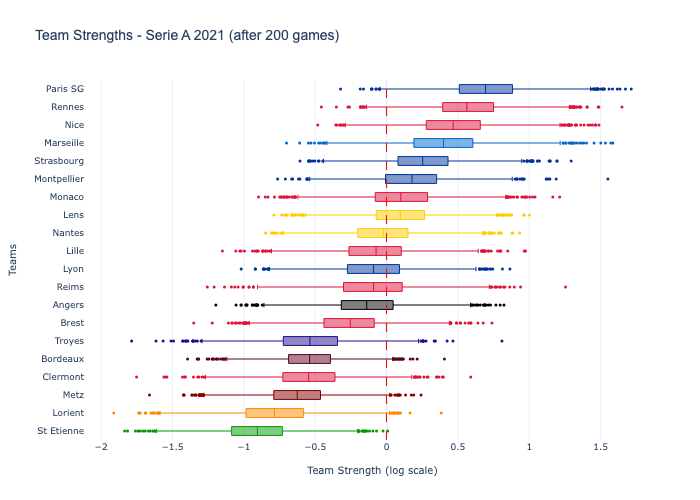 Team Strengths - Serie A 2021 (after 200 games)
Paris SG
Rennes
Nice
Marseille
Strasbourg
Montpellier
Monaco
Lens
Nantes
Lille
Lyon
Reims
Angers
Brest
Troyes
Bordeaux
Clermont
Metz
Lorient
St Etienne
Teams
−2 −1.5 −1 −0.5 0 0.5 1 1.5
Team Strength (log scale)